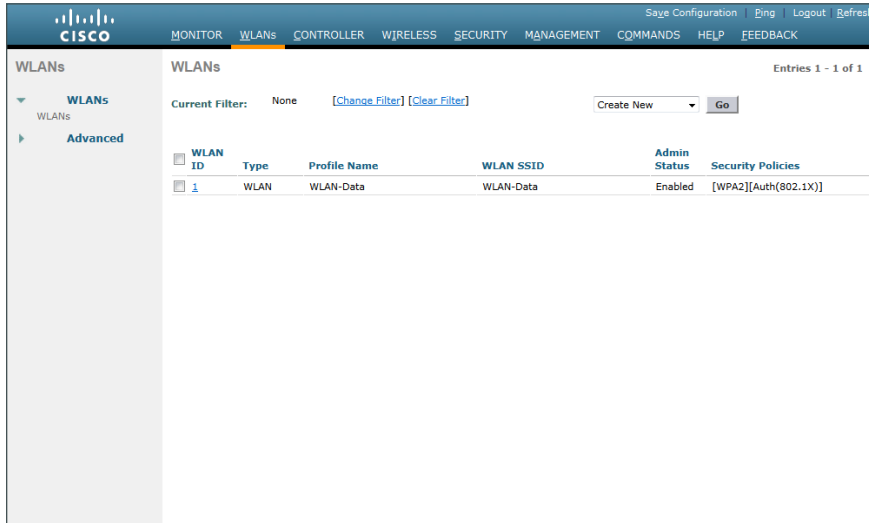 Save Configuration | Ping | Logout | Refresh
CISCO
MONITOR WLANs CONTROLLER WIRELESS SECURITY MANAGEMENT COMMANDS HELP FEEDBACK
WLANs
WLANs
WLANs
Advanced
WLANs
Entries 1 - 1 of 1
Current Filter: None [Change Filter] [Clear Filter]
Create New
Go
WLAN ID Type Profile Name WLAN SSID Admin Status Security Policies
1 WLAN WLAN-Data WLAN-Data Enabled [WPA2][Auth(802.1X)]